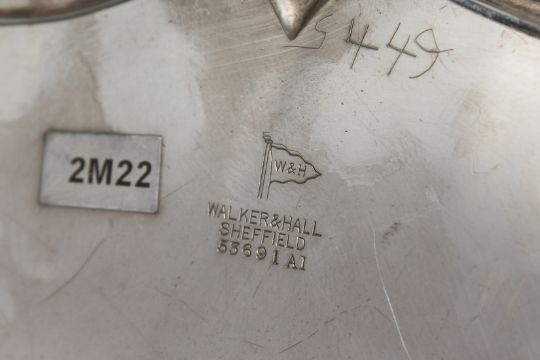 5449
2M22
W&H
WALKER&HALL
SHEFFIELD
53691 A1